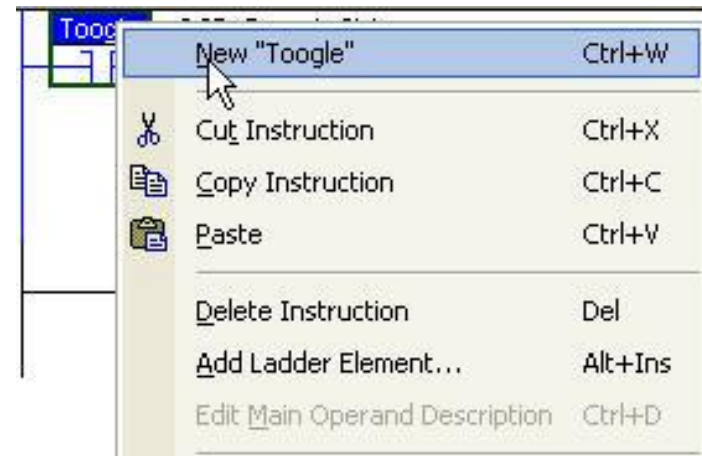 New "Toogle" Ctrl+W
Cut Instruction Ctrl+X
Copy Instruction Ctrl+C
Paste Ctrl+V
Delete Instruction Del
Add Ladder Element... Alt+Ins
Edit Main Operand Description Ctrl+D